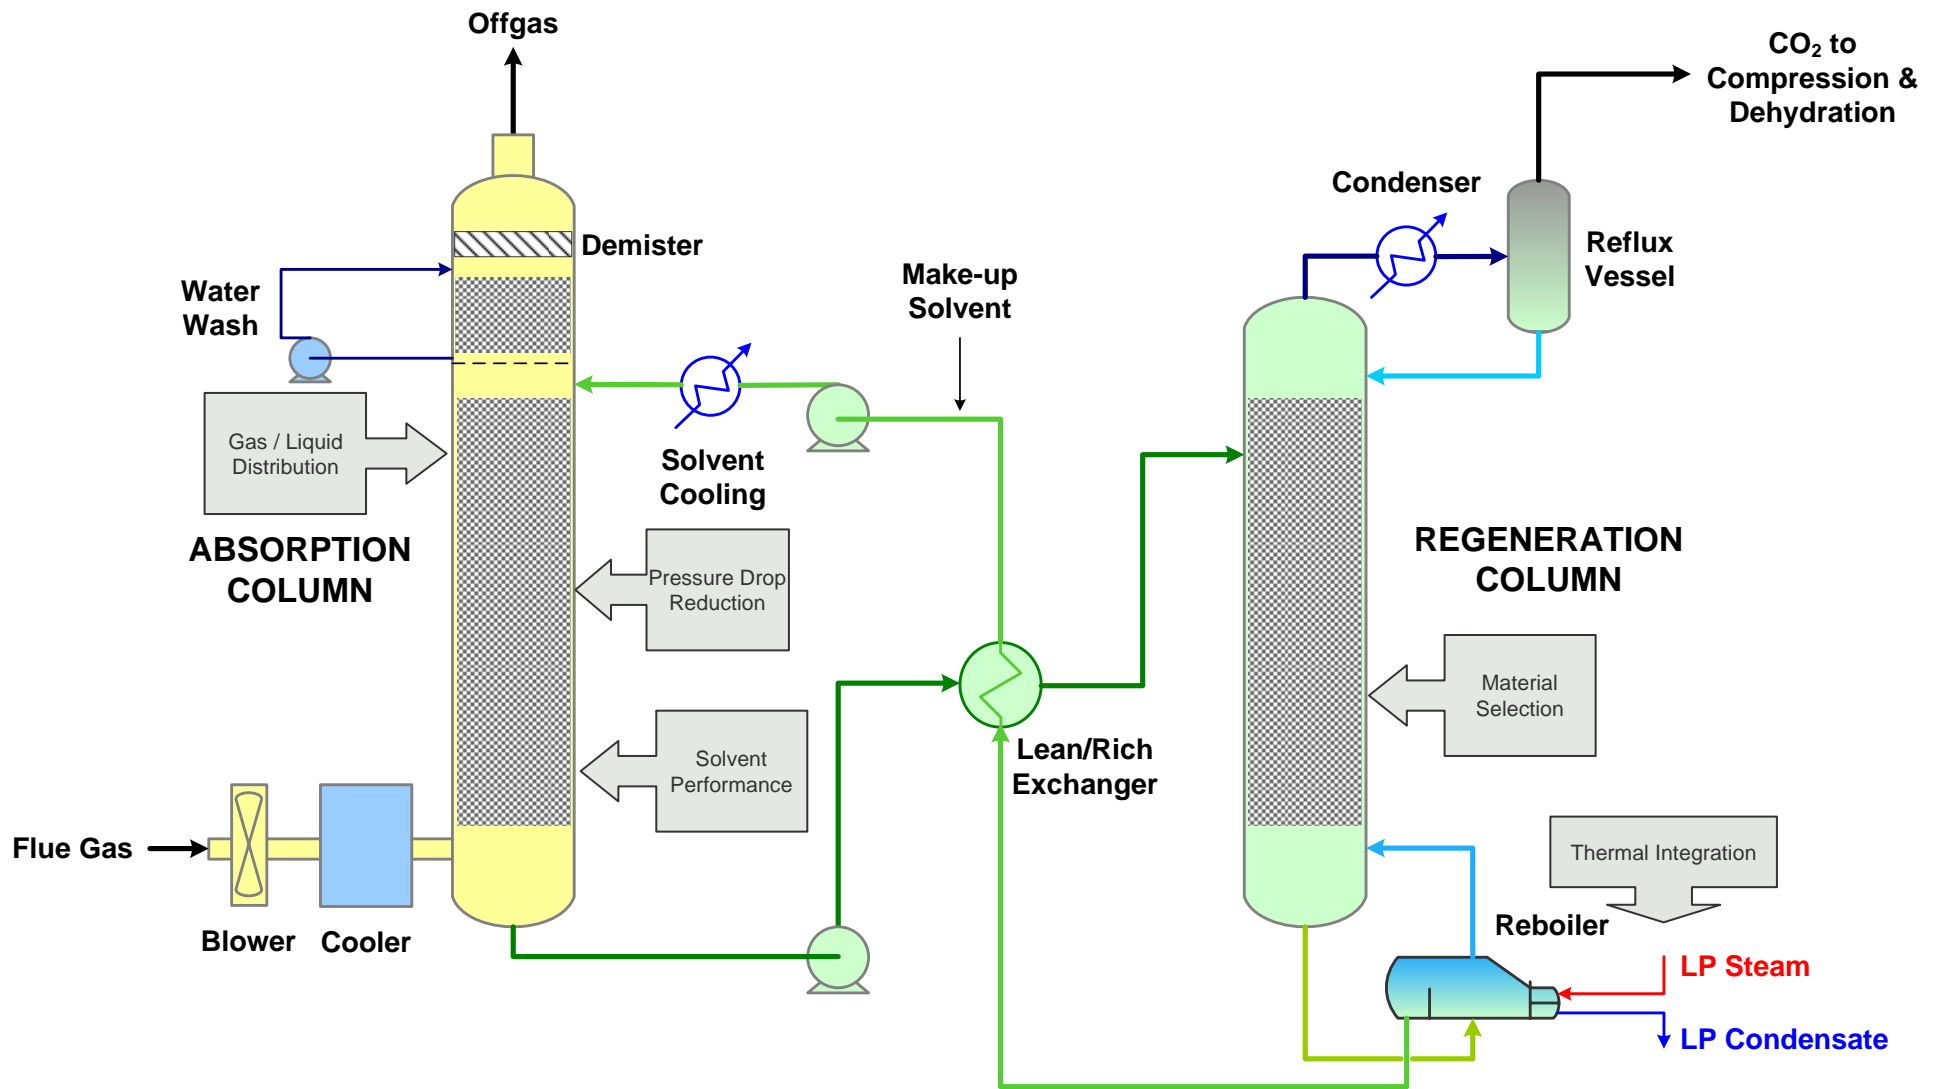 Offgas
CO₂ to
Compression &
Dehydration
Condenser
Demister
Reflux
Vessel
Make-up
Solvent
Water
Wash
Gas / Liquid
Distribution
Solvent
Cooling
ABSORPTION
COLUMN
REGENERATION
COLUMN
Pressure Drop
Reduction
Material
Selection
Solvent
Performance
Lean/Rich
Exchanger
Flue Gas
Thermal Integration
Blower
Cooler
Reboiler
LP Steam
LP Condensate